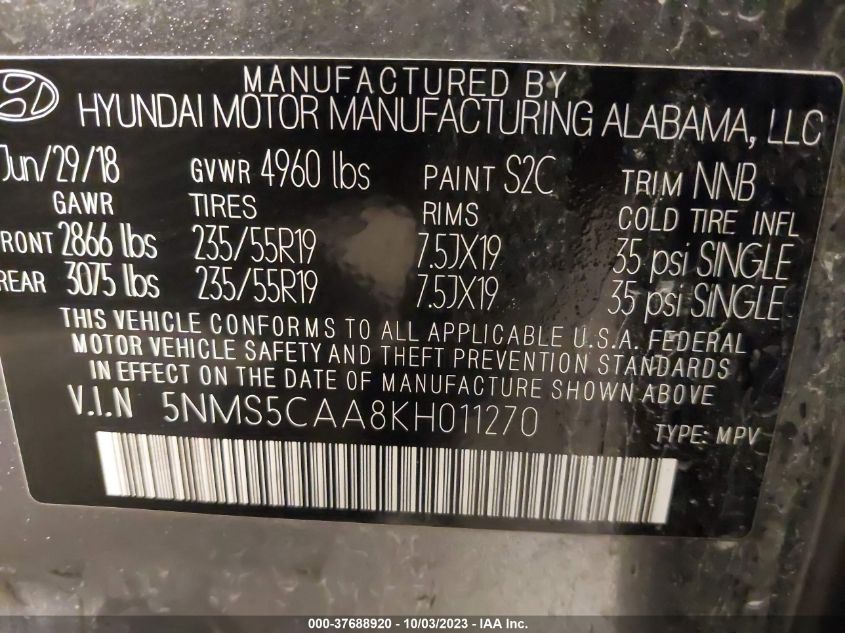 MANUFACTURED BY
HYUNDAI MOTOR MANUFACTURING ALABAMA, LLC
Jun/29/18 GVWR 4960 lbs PAINT S2C TRIM NNB
GAWR TIRES RIMS COLD TIRE INFL
FRONT 2866 lbs 235/55R19 7.5JX19 35 psi SINGLE
REAR 3075 lbs 235/55R19 7.5JX19 35 psi SINGLE
THIS VEHICLE CONFORMS TO ALL APPLICABLE U.S.A. FEDERAL
MOTOR VEHICLE SAFETY AND THEFT PREVENTION STANDARDS
IN EFFECT ON THE DATE OF MANUFACTURE SHOWN ABOVE
V.I.N 5NMS5CAA8KH011270 TYPE: MPV
000-37688920 - 10/03/2023 - IAA Inc.